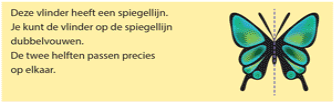 Deze vlinder heeft een spiegellijn.
Je kunt de vlinder op de spiegellijn
dubbelvouwen.
De twee helften passen precies
op elkaar.